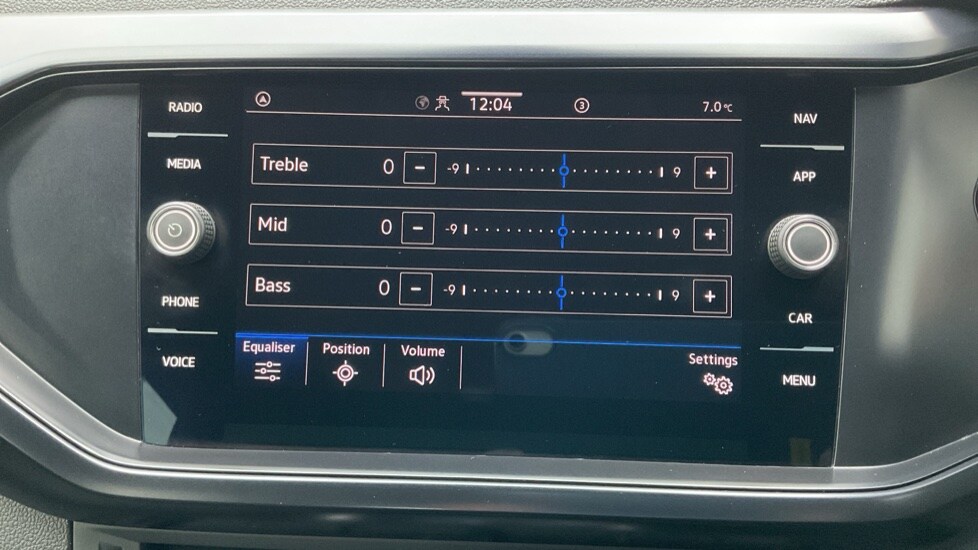 RADIO
MEDIA
PHONE
VOICE
12:04 3 7.0°C
Treble 0 - -9 9 +
Mid 0 - -9 9 +
Bass 0 - -9 9 +
Equaliser Position Volume Settings
NAV
APP
CAR
MENU